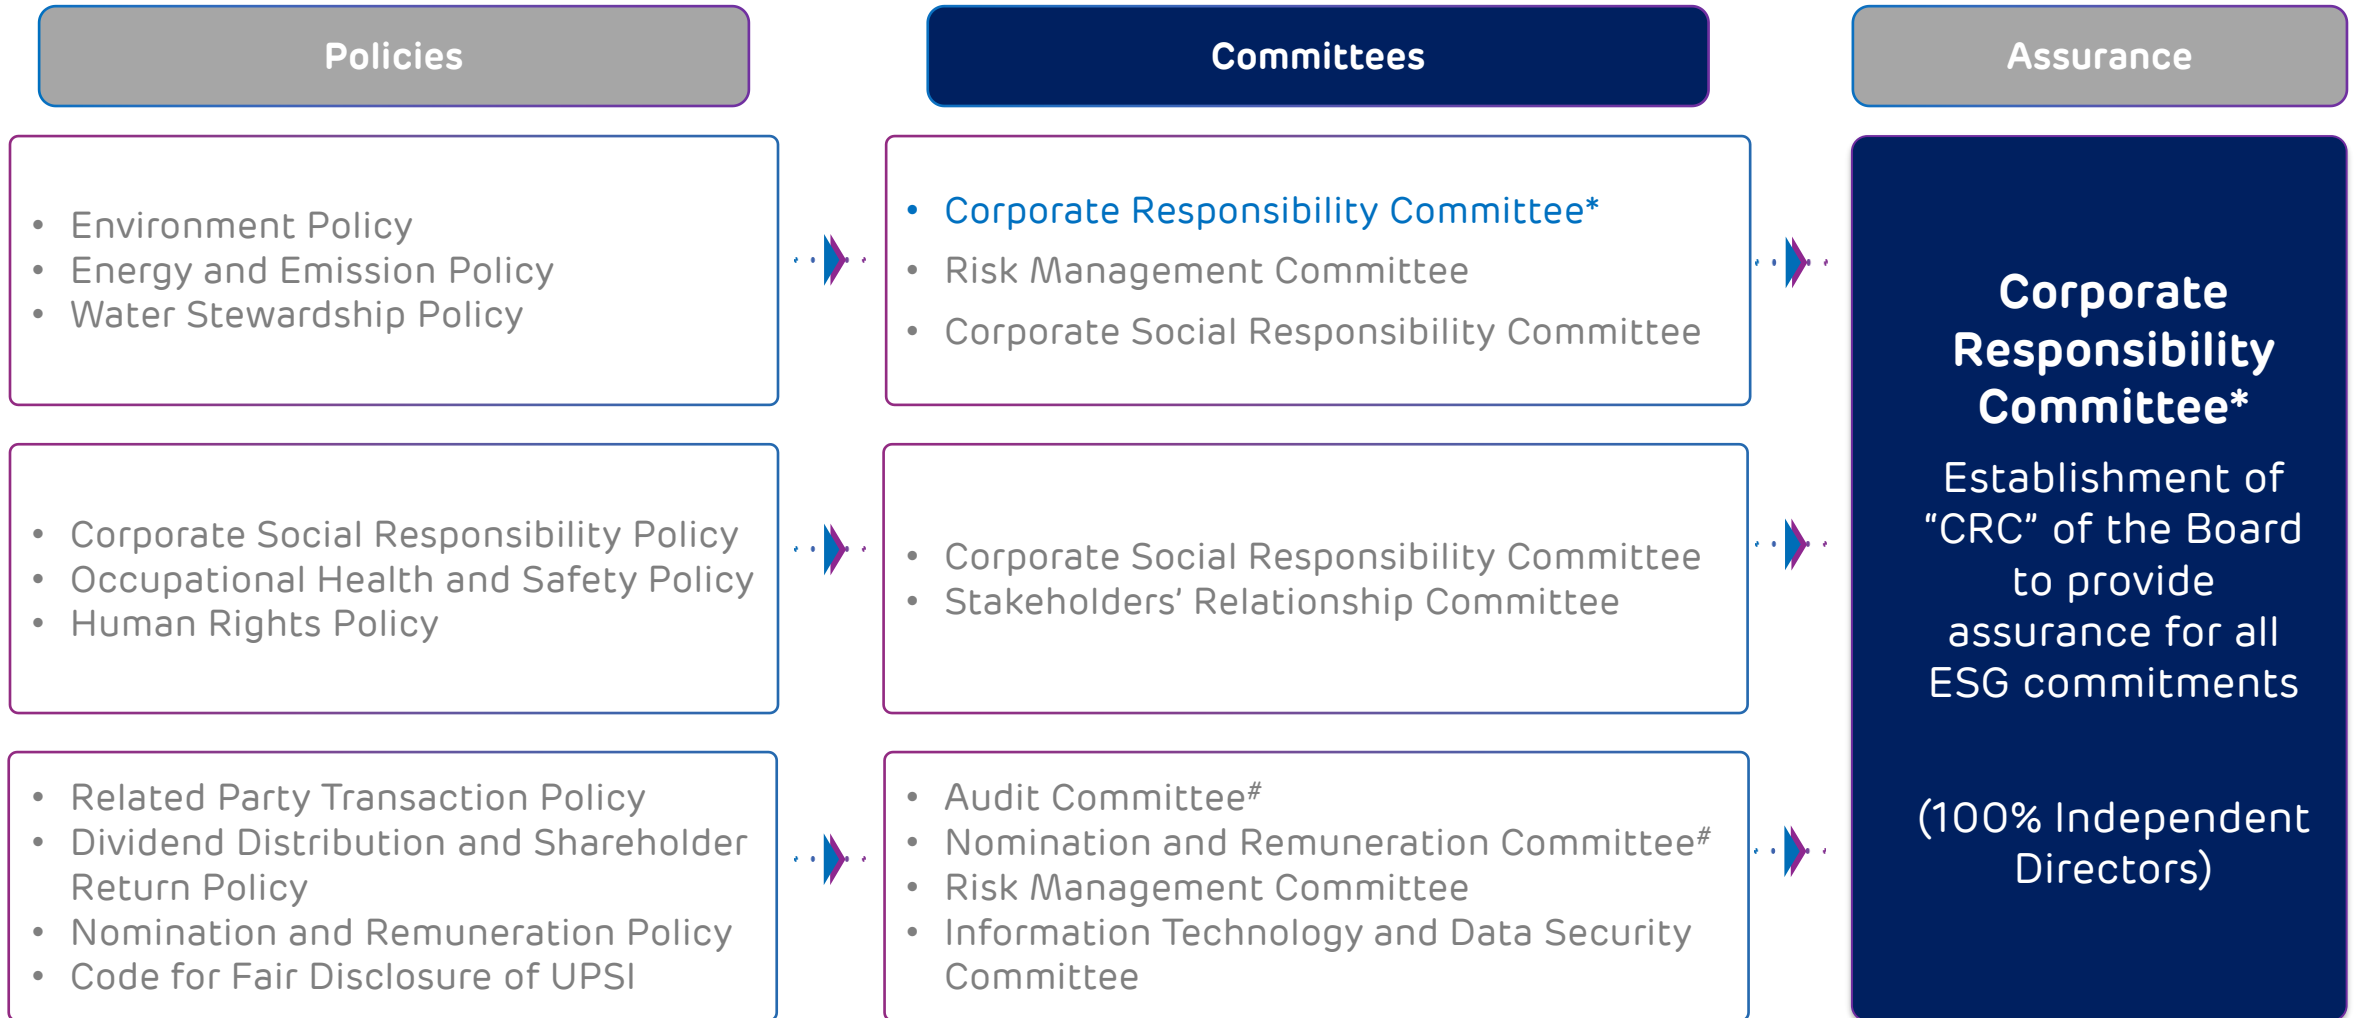 Policies
Committees
Assurance
• Environment Policy
• Energy and Emission Policy
• Water Stewardship Policy
• Corporate Responsibility Committee*
• Risk Management Committee
• Corporate Social Responsibility Committee
• Corporate Social Responsibility Policy
• Occupational Health and Safety Policy
• Human Rights Policy
• Corporate Social Responsibility Committee
• Stakeholders’ Relationship Committee
• Related Party Transaction Policy
• Dividend Distribution and Shareholder
Return Policy
• Nomination and Remuneration Policy
• Code for Fair Disclosure of UPSI
• Audit Committee#
• Nomination and Remuneration Committee#
• Risk Management Committee
• Information Technology and Data Security
Committee
Corporate
Responsibility
Committee*
Establishment of
“CRC” of the Board
to provide
assurance for all
ESG commitments
(100% Independent
Directors)